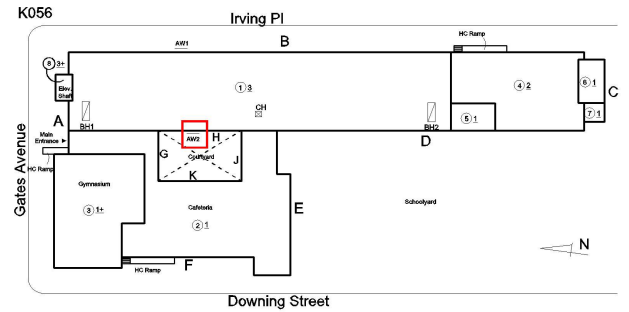 K056
Irving Pl
HC Ramp
AW1
B
8 3+
Elev.
Shaft
1 3
4 2
6 1
C
CH
A
BH1
BH2
5 1
7 1
Main
Entrance
AW2
H
D
G
Courtyard
J
HC Ramp
K
Gymnasium
Gates Avenue
3 1+
Cafeteria
2 1
E
Schoolyard
N
HC Ramp
F
Downing Street